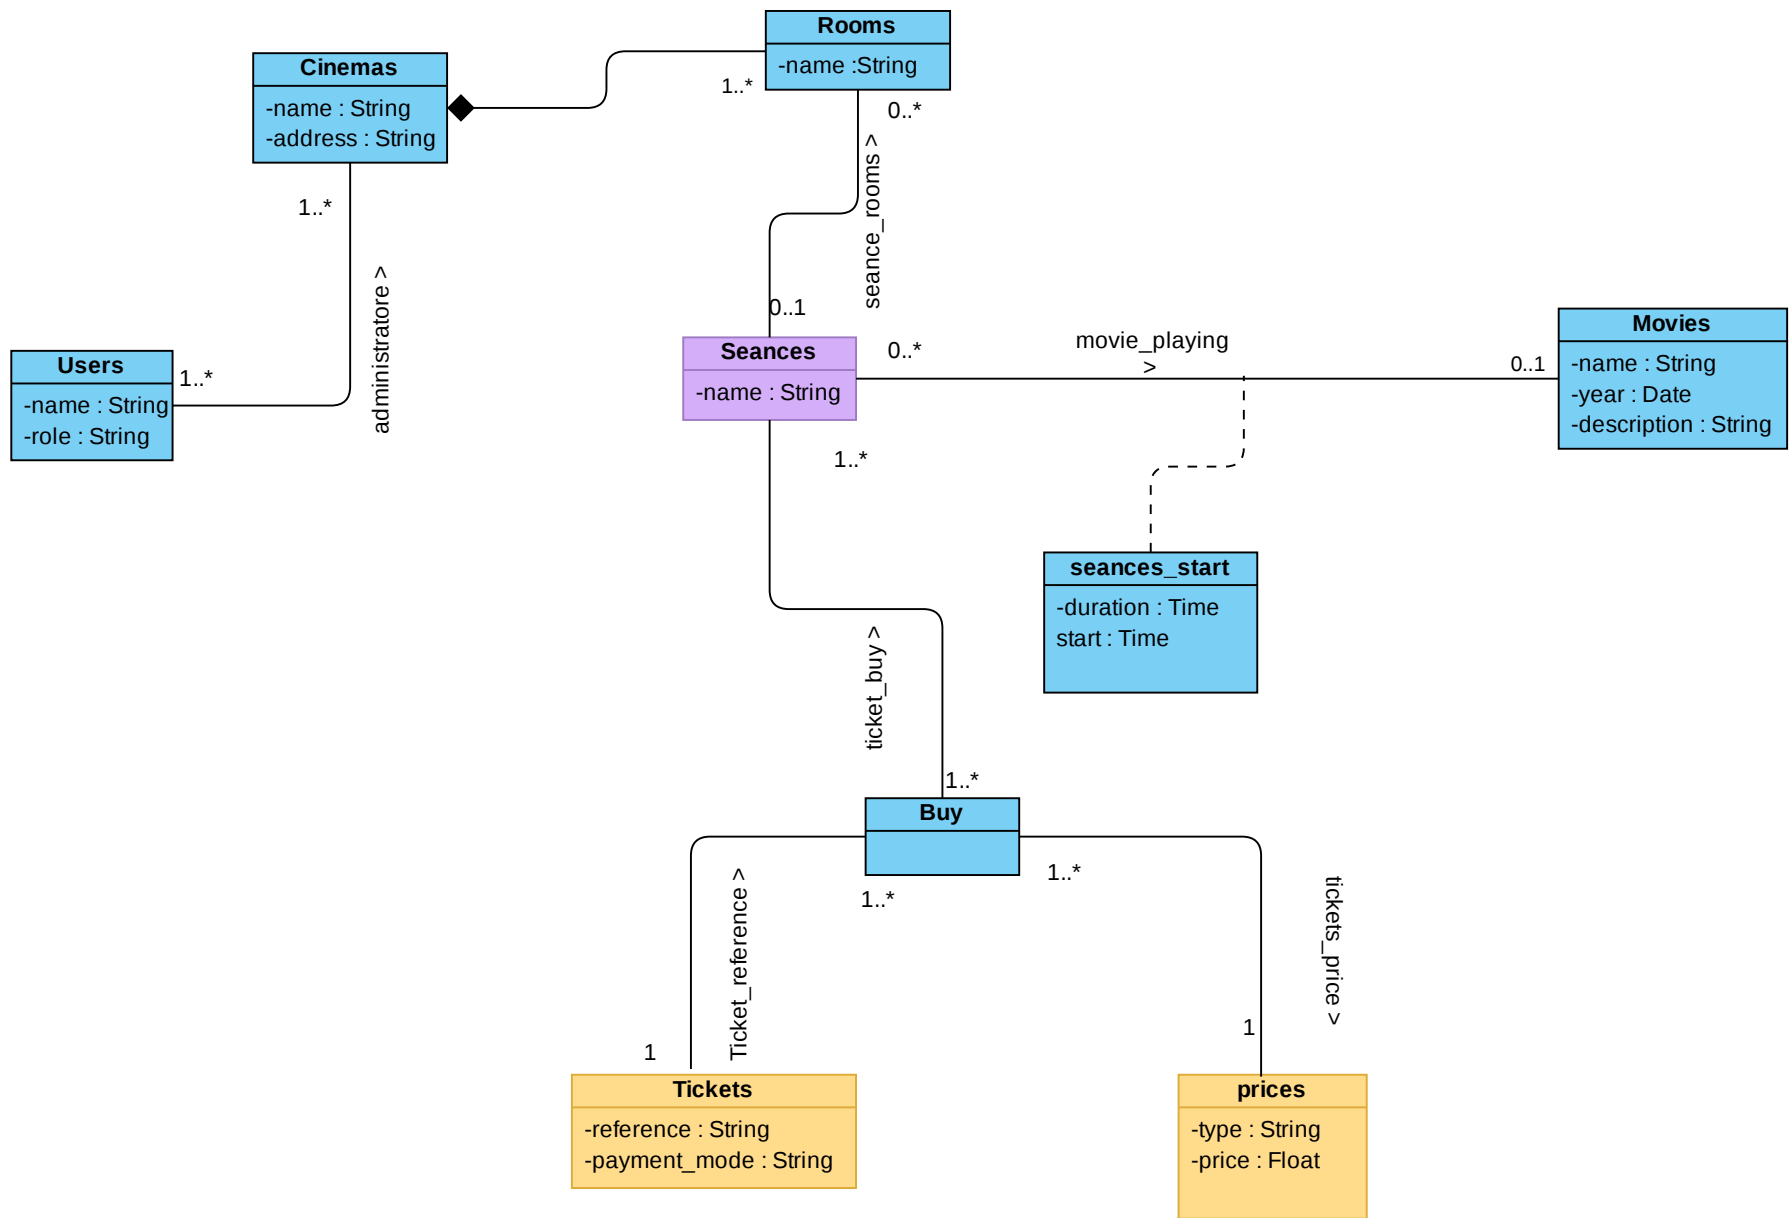 Rooms
-name :String
1..*
0..*
Cinemas
-name : String
-address : String
1..*
administratore >
Users
-name : String
-role : String
1..*
seance_rooms >
0..1
Seances
-name : String
0..*
1..*
movie_playing
>
0..1
Movies
-name : String
-year : Date
-description : String
seances_start
-duration : Time
start : Time
ticket_buy >
1..*
Buy
1..*
1..*
Ticket_reference >
1
tickets_price >
1
Tickets
-reference : String
-payment_mode : String
prices
-type : String
-price : Float